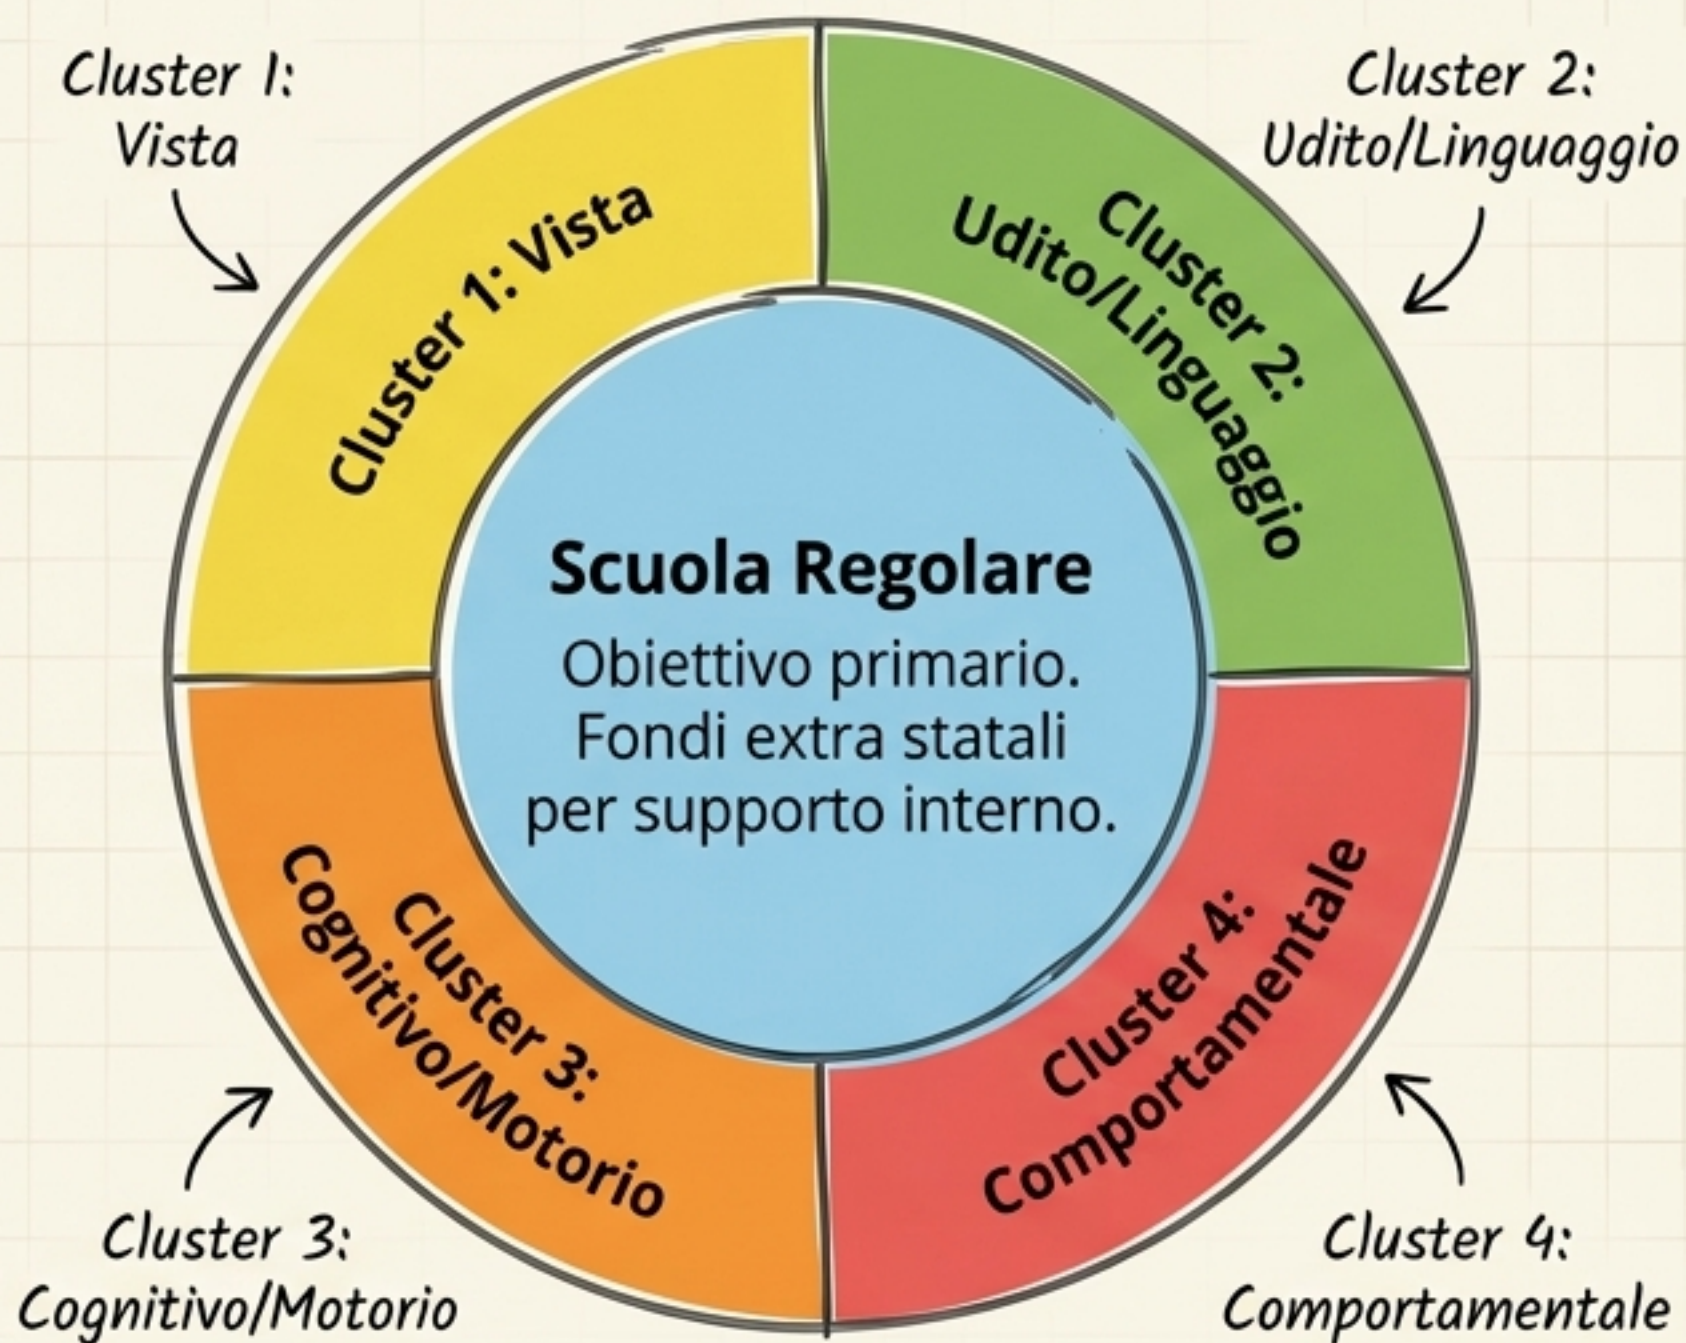 Cluster 1:
Vista
Cluster 2:
Udito/Linguaggio
Cluster 1: Vista
Cluster 2:
Udito/Linguaggio
Scuola Regolare
Obiettivo primario.
Fondi extra statali
per supporto interno.
Cluster 3:
Cognitivo/Motorio
Cluster 4:
Comportamentale
Cluster 3:
Cognitivo/Motorio
Cluster 4:
Comportamentale